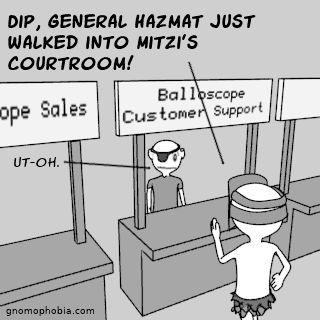 DIP, GENERAL HAZMAT JUST
WALKED INTO MITZI'S
COURTROOM!
ope Sales
Balloscope
Customer Support
UT-OH.
gnomophobia.com